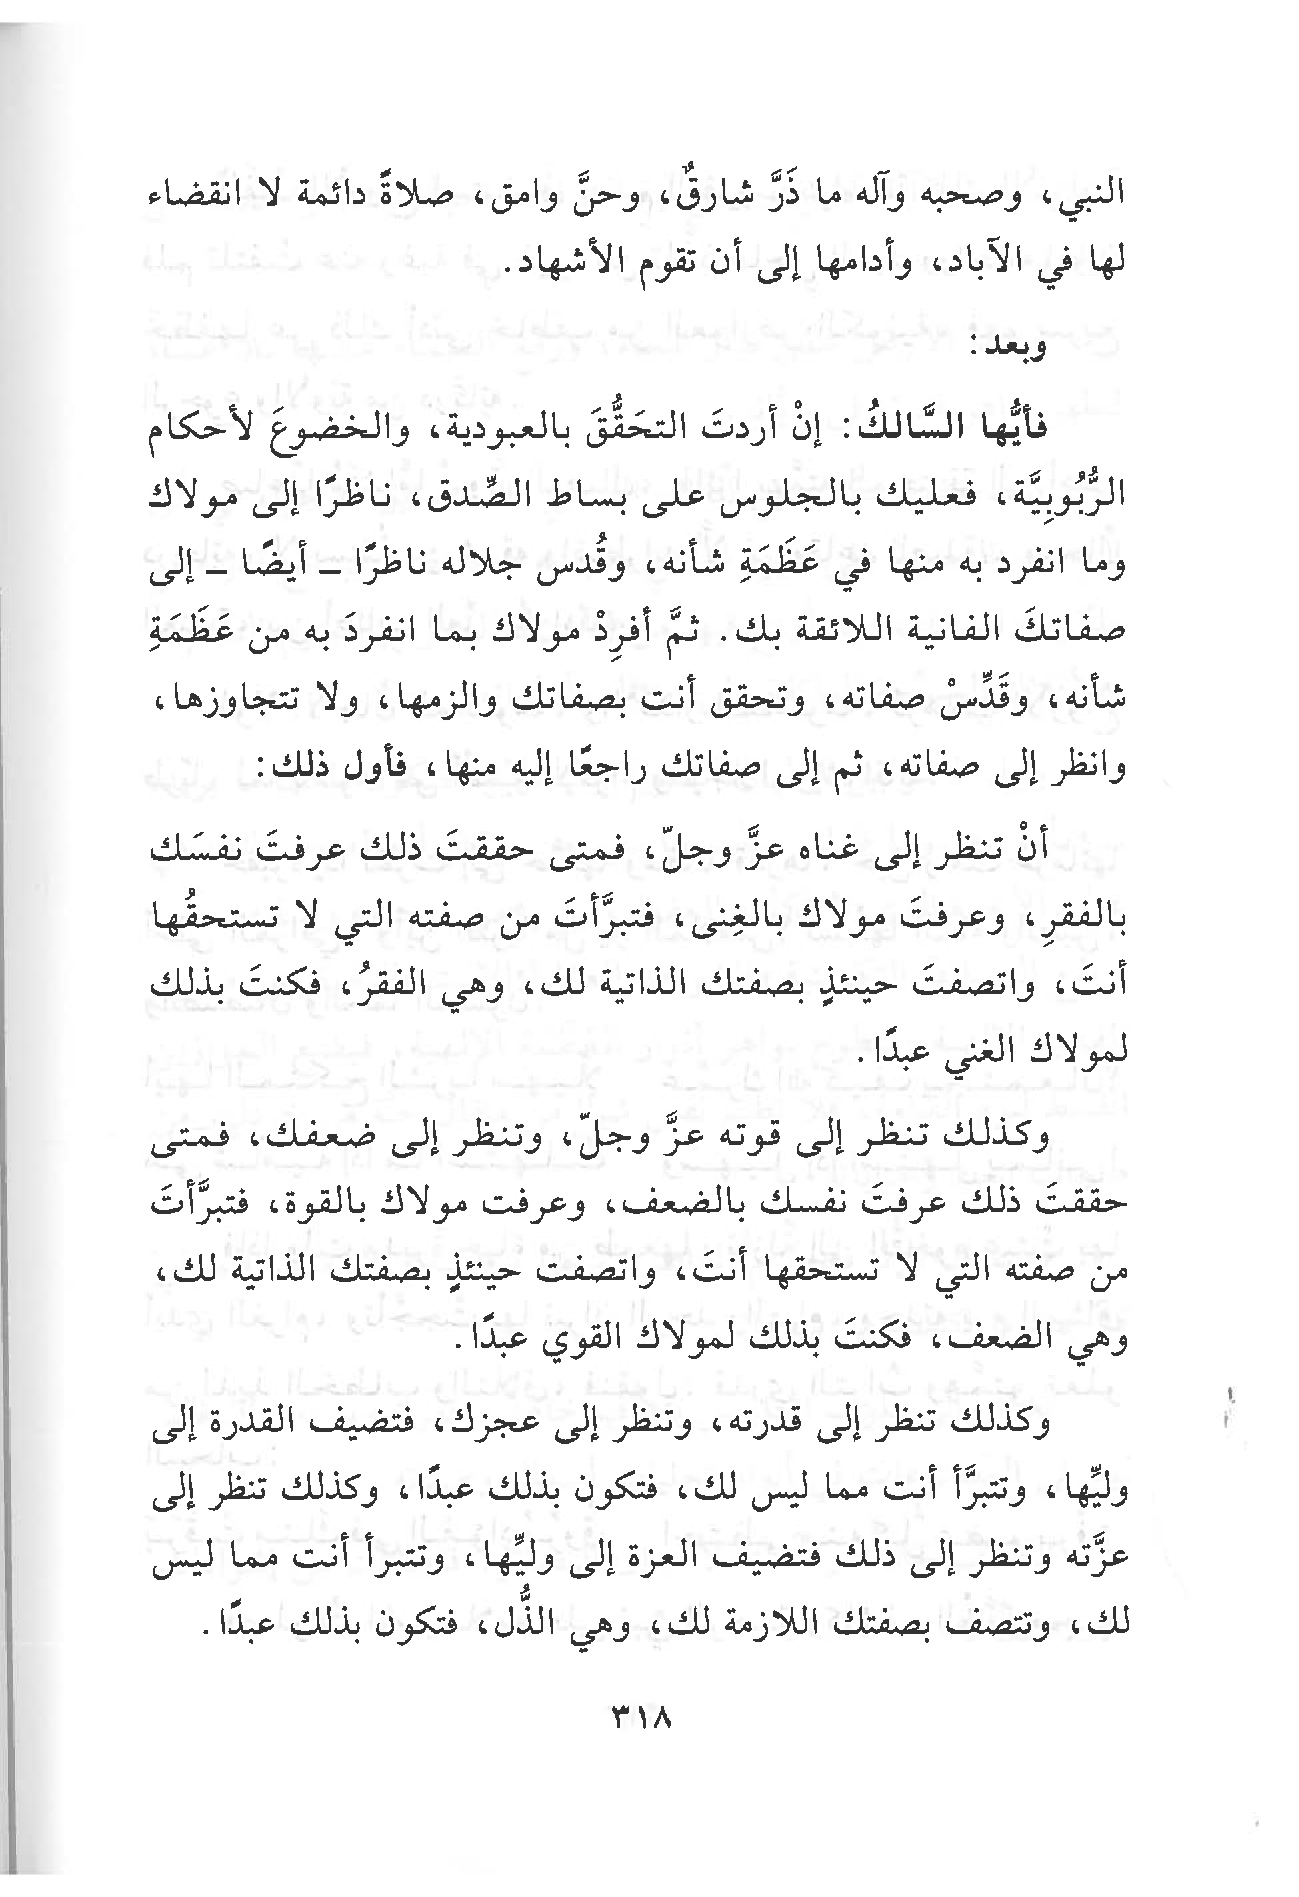 النبي، وصحبه وآله ما ذَرَّ شارقٌ، وحنَّ وامق، صلاةً دائمة لا انقضاء
لها في الآباد، وأدامها إلى أن تقوم الأشهاد.
وبعد:
فأيُّها السَّالكُ: إنْ أردتَ التحَقُّقَ بالعبودية، والخضوعَ لأحكام
الرُّبُوبِيَّة، فعليك بالجلوس على بساط الصِّدق، ناظرًا إلى مولاك
وما انفرد به منها في عَظَمَةِ شأنه، وقُدس جلاله ناظرًا ـ أيضًا ـ إلى
صفاتكَ الفانية اللائقة بك. ثمَّ أفرِدْ مولاك بما انفردَ به من عَظَمَةِ
شأنه، وقَدِّسْ صفاته، وتحقق أنت بصفاتك والزمها، ولا تتجاوزها،
وانظر إلى صفاته، ثم إلى صفاتك راجعًا إليه منها، فأول ذلك:
أنْ تنظر إلى غناه عزَّ وجلّ، فمتى حققتَ ذلك عرفتَ نفسَك
بالفقرِ، وعرفتَ مولاك بالغِنى، فتبرَّأتَ من صفته التي لا تستحقُها
أنتَ، واتصفتَ حينئذٍ بصفتك الذاتية لك، وهي الفقرُ، فكنتَ بذلك
لمولاك الغني عبدًا.
وكذلك تنظر إلى قوته عزَّ وجلّ، وتنظر إلى ضعفك، فمتى
حققتَ ذلك عرفتَ نفسك بالضعف، وعرفت مولاك بالقوة، فتبرَّأتَ
من صفته التي لا تستحقها أنتَ، واتصفت حينئذٍ بصفتك الذاتية لك،
وهي الضعف، فكنتَ بذلك لمولاك القوي عبدًا.
وكذلك تنظر إلى قدرته، وتنظر إلى عجزك، فتضيف القدرة إلى
وليِّها، وتتبرَّأ أنت مما ليس لك، فتكون بذلك عبدًا، وكذلك تنظر إلى
عزَّته وتنظر إلى ذلك فتضيف العزة إلى وليِّها، وتتبرأ أنت مما ليس
لك، وتتصف بصفتك اللازمة لك، وهي الذُّل، فتكون بذلك عبدًا.
٣١٨